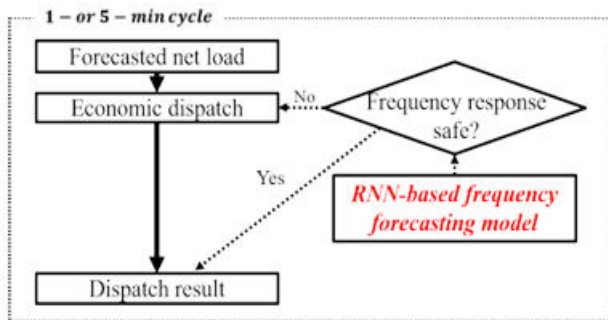 1 – or 5 – min cycle
Forecasted net load
Economic dispatch
No
Frequency response
safe?
Yes
RNN-based frequency
forecasting model
Dispatch result